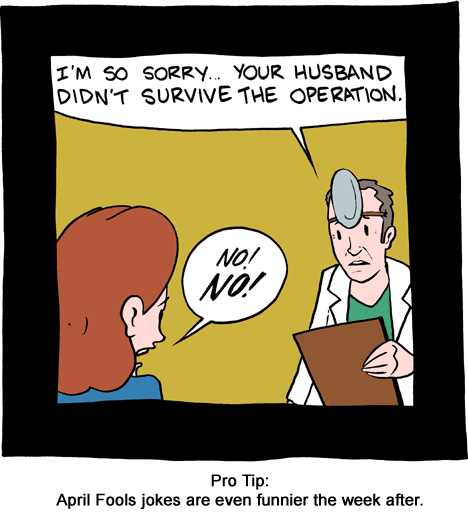 I'M SO SORRY... YOUR HUSBAND
DIDN'T SURVIVE THE OPERATION.
NO!
NO!
Pro Tip:
April Fools jokes are even funnier the week after.